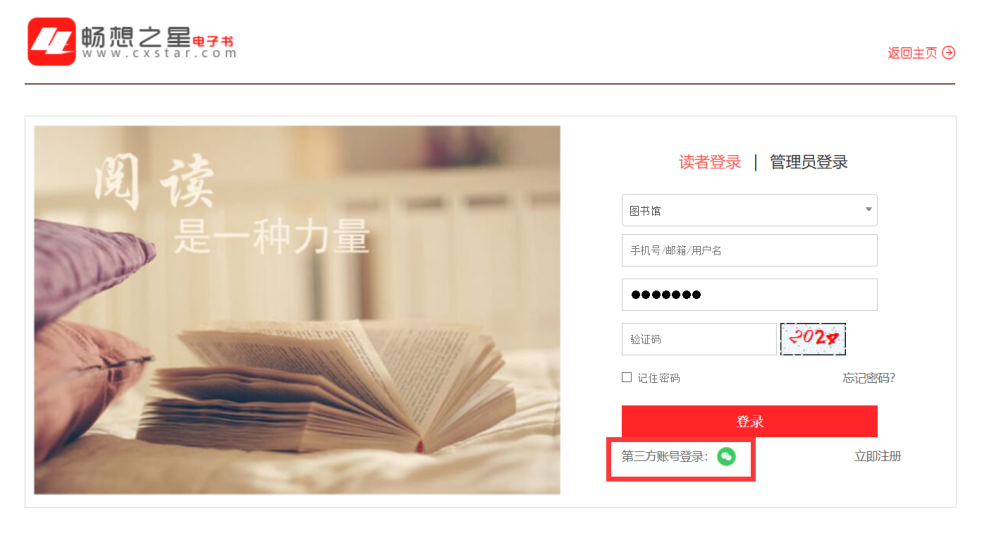 畅想之星电子书
www.cxstar.com
返回主页
阅读
是一种力量
读者登录 | 管理员登录
图书馆
手机号/邮箱/用户名
验证码
2024
记住密码
忘记密码?
登录
第三方账号登录:
立即注册